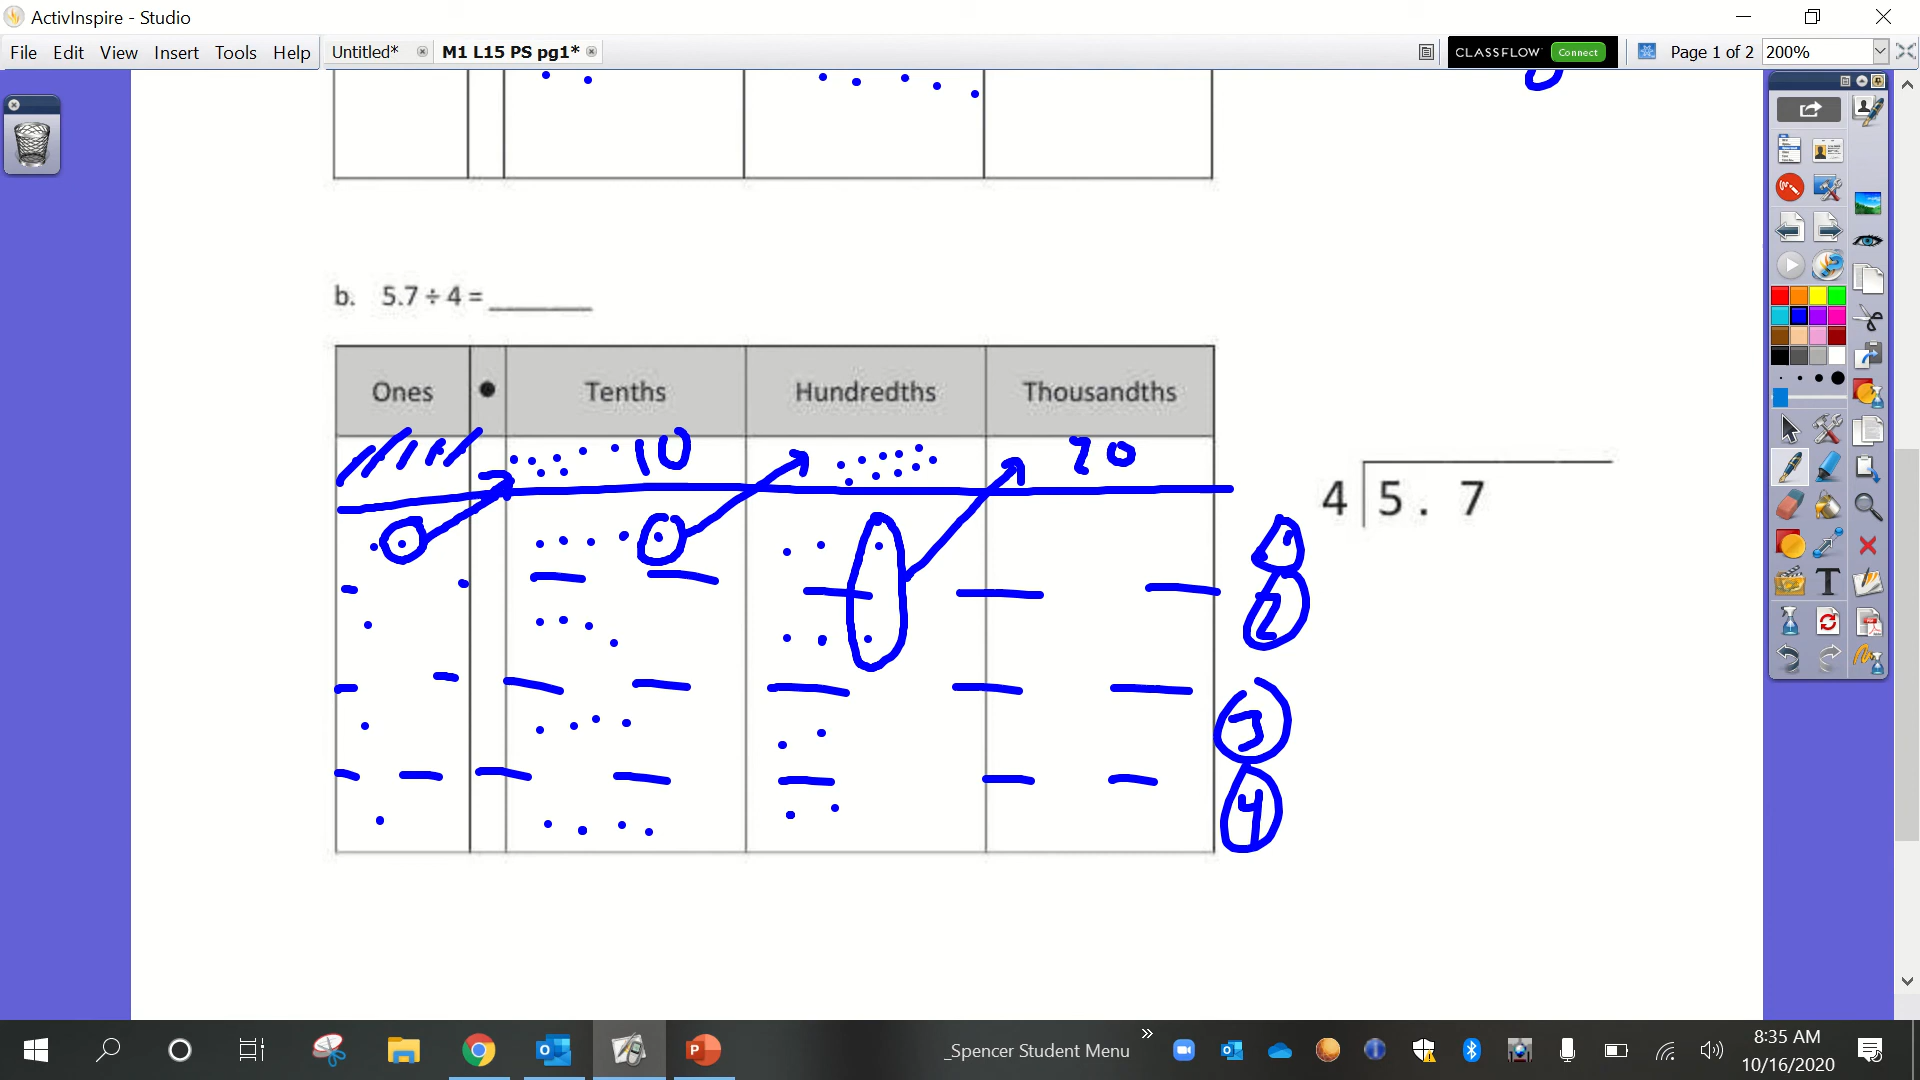 ActivInspire - Studio
File Edit View Insert Tools Help
Untitled* M1 L15 PS pg1*
CLASSFLOW Connect
Page 1 of 2 200%
b. 5.7 ÷ 4 = ________
Ones • Tenths Hundredths Thousandths
10 20
4 5 . 7
1
2
3
4
T
_Spencer Student Menu
8:35 AM
10/16/2020